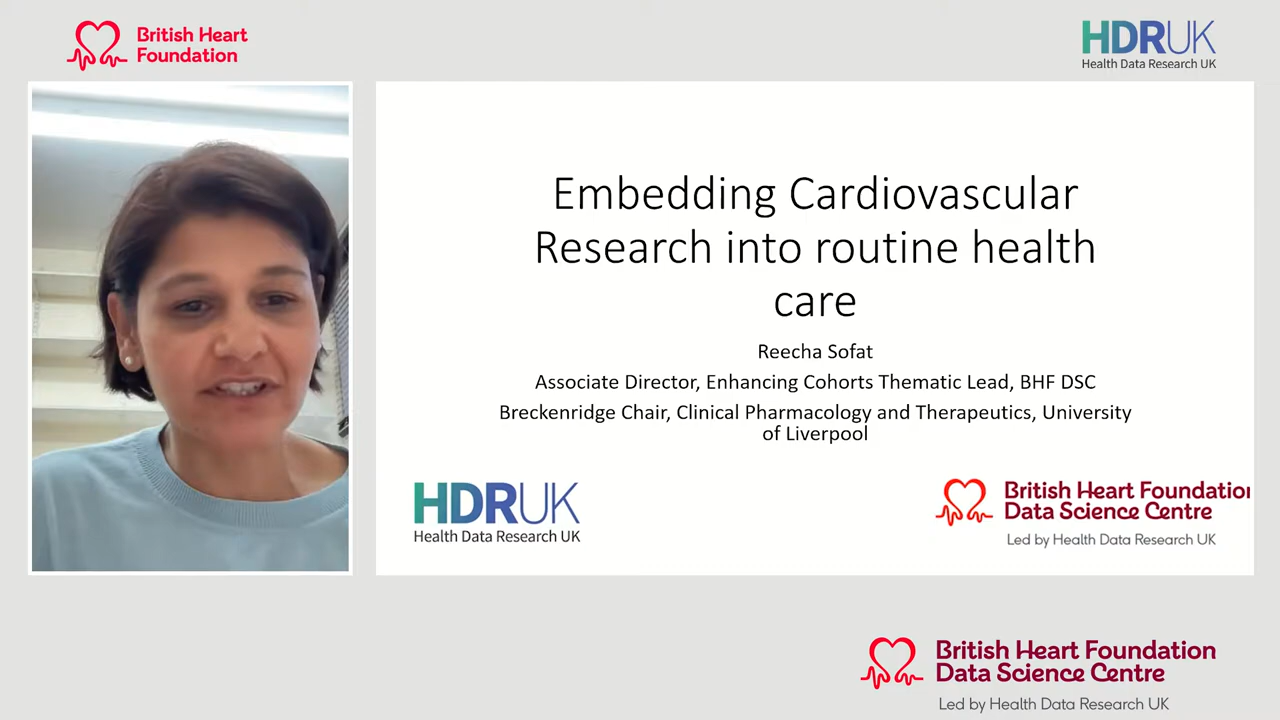 British Heart
Foundation
HDRUK
Health Data Research UK
Embedding Cardiovascular
Research into routine health
care
Reecha Sofat
Associate Director, Enhancing Cohorts Thematic Lead, BHF DSC
Breckenridge Chair, Clinical Pharmacology and Therapeutics, University
of Liverpool
HDRUK
Health Data Research UK
British Heart Foundation
Data Science Centre
Led by Health Data Research UK
British Heart Foundation
Data Science Centre
Led by Health Data Research UK